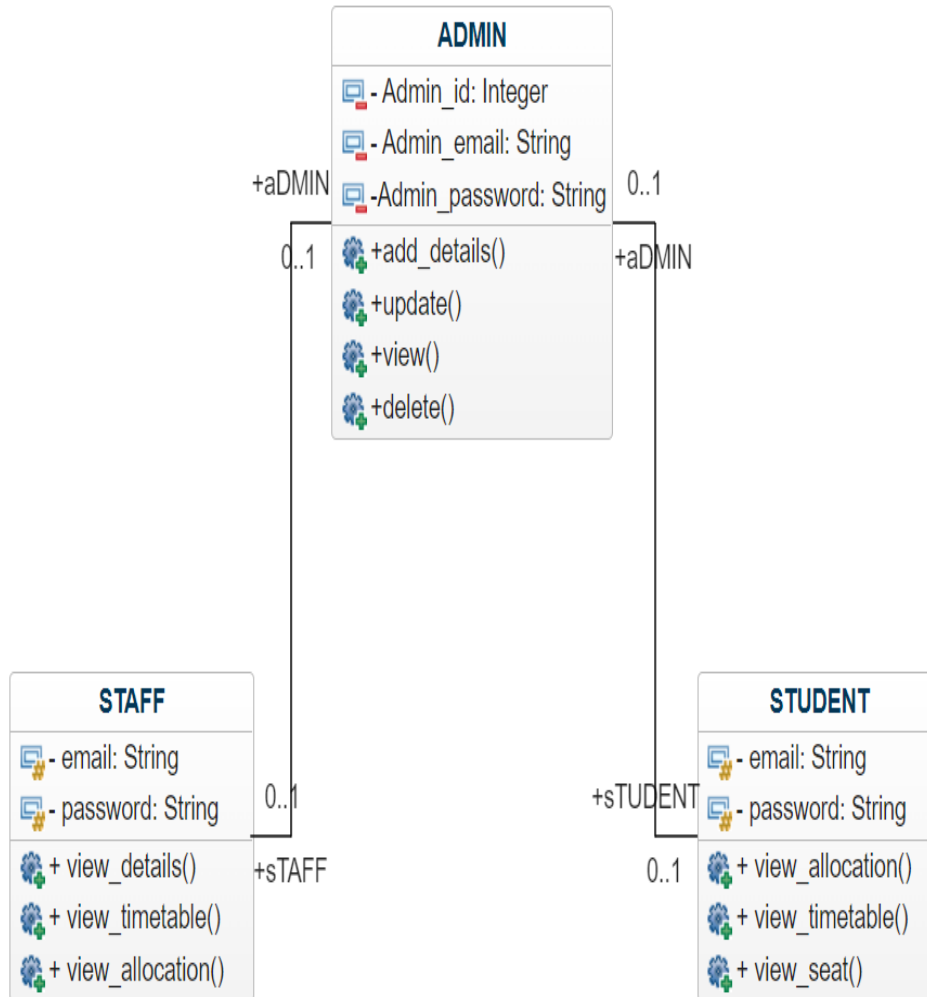 ADMIN
- Admin_id: Integer
- Admin_email: String
-Admin_password: String
+add_details()
+update()
+view()
+delete()
+aDMIN
0..1
0..1
+aDMIN
STAFF
- email: String
- password: String
+ view_details()
+ view_timetable()
+ view_allocation()
0..1
+sTAFF
+sTUDENT
0..1
STUDENT
- email: String
- password: String
+ view_allocation()
+ view_timetable()
+ view_seat()